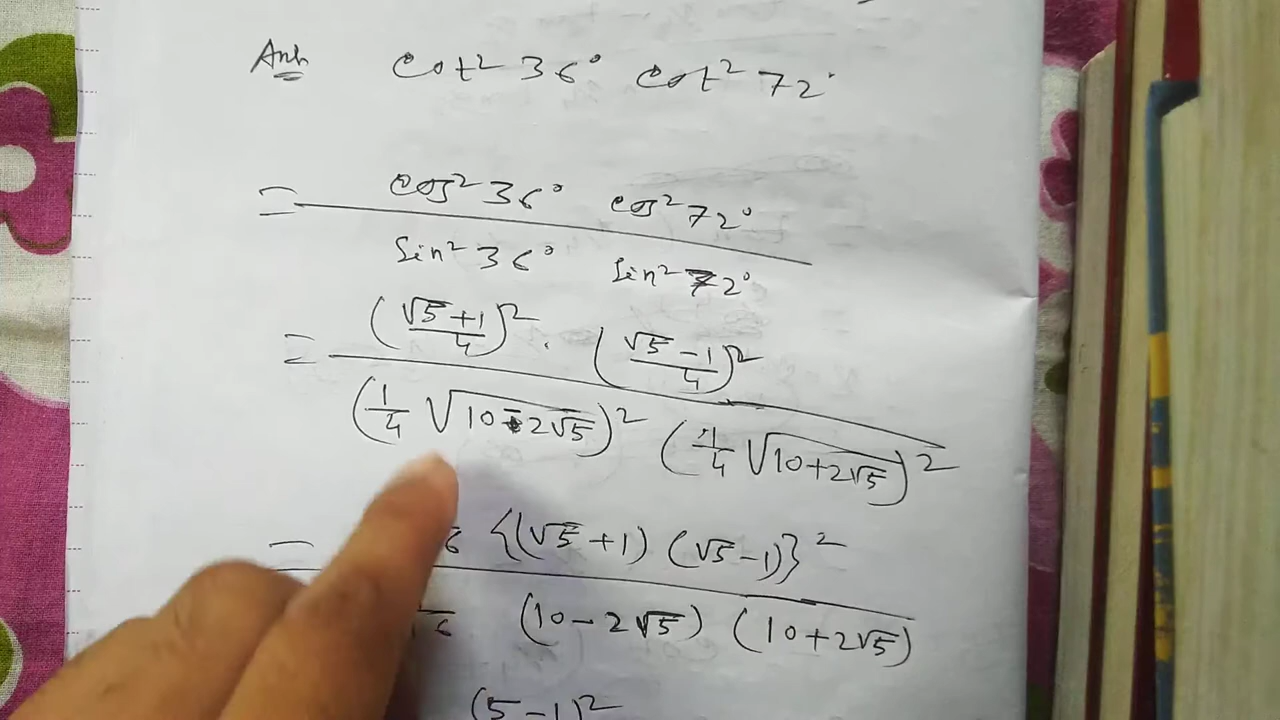 Ans cot² 36° cot² 72°
= cos² 36° cos² 72°
sin² 36° sin² 72°
= (√5 + 1 / 4)² . (√5 - 1 / 4)²
(1/4 √10-2√5)² (1/4 √10+2√5)²
= 6 {(√5 + 1) (√5 - 1)}²
(10 - 2√5) (10 + 2√5)
(5 - 1)²